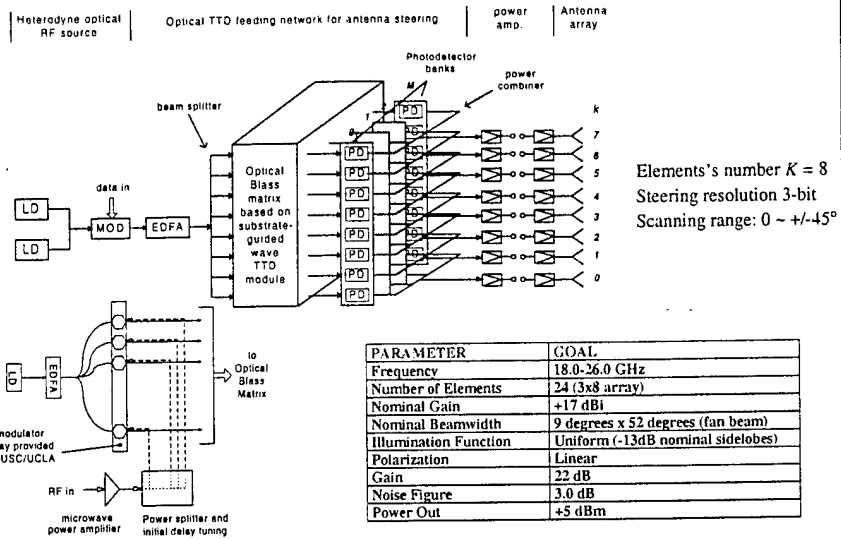 Heterodyne optical
RF source
Optical TTD feeding network for antenna steering
power
amp.
Antenna
array
Photodetector
banks
power
combiner
beam splitter
M
1
0
PD
k
7
6
5
4
3
2
1
0
PD
PD
PD
PD
PD
PD
PD
PD
Optical
Blass
matrix
based on
substrate-
guided
wave
TTD
module
data in
LD
LD
MOD
EDFA
Elements's number K = 8
Steering resolution 3-bit
Scanning range: 0 ~ +/-45°
LD
EDFA
to
Optical
Blass
Matrix
modulator
ay provided
USC/UCLA
RF in
microwave
power amplifier
Power splitter and
initial delay tuning
PARAMETER GOAL
Frequency 18.0-26.0 GHz
Number of Elements 24 (3x8 array)
Nominal Gain +17 dBi
Nominal Beamwidth 9 degrees x 52 degrees (fan beam)
Illumination Function Uniform (-13dB nominal sidelobes)
Polarization Linear
Gain 22 dB
Noise Figure 3.0 dB
Power Out +5 dBm